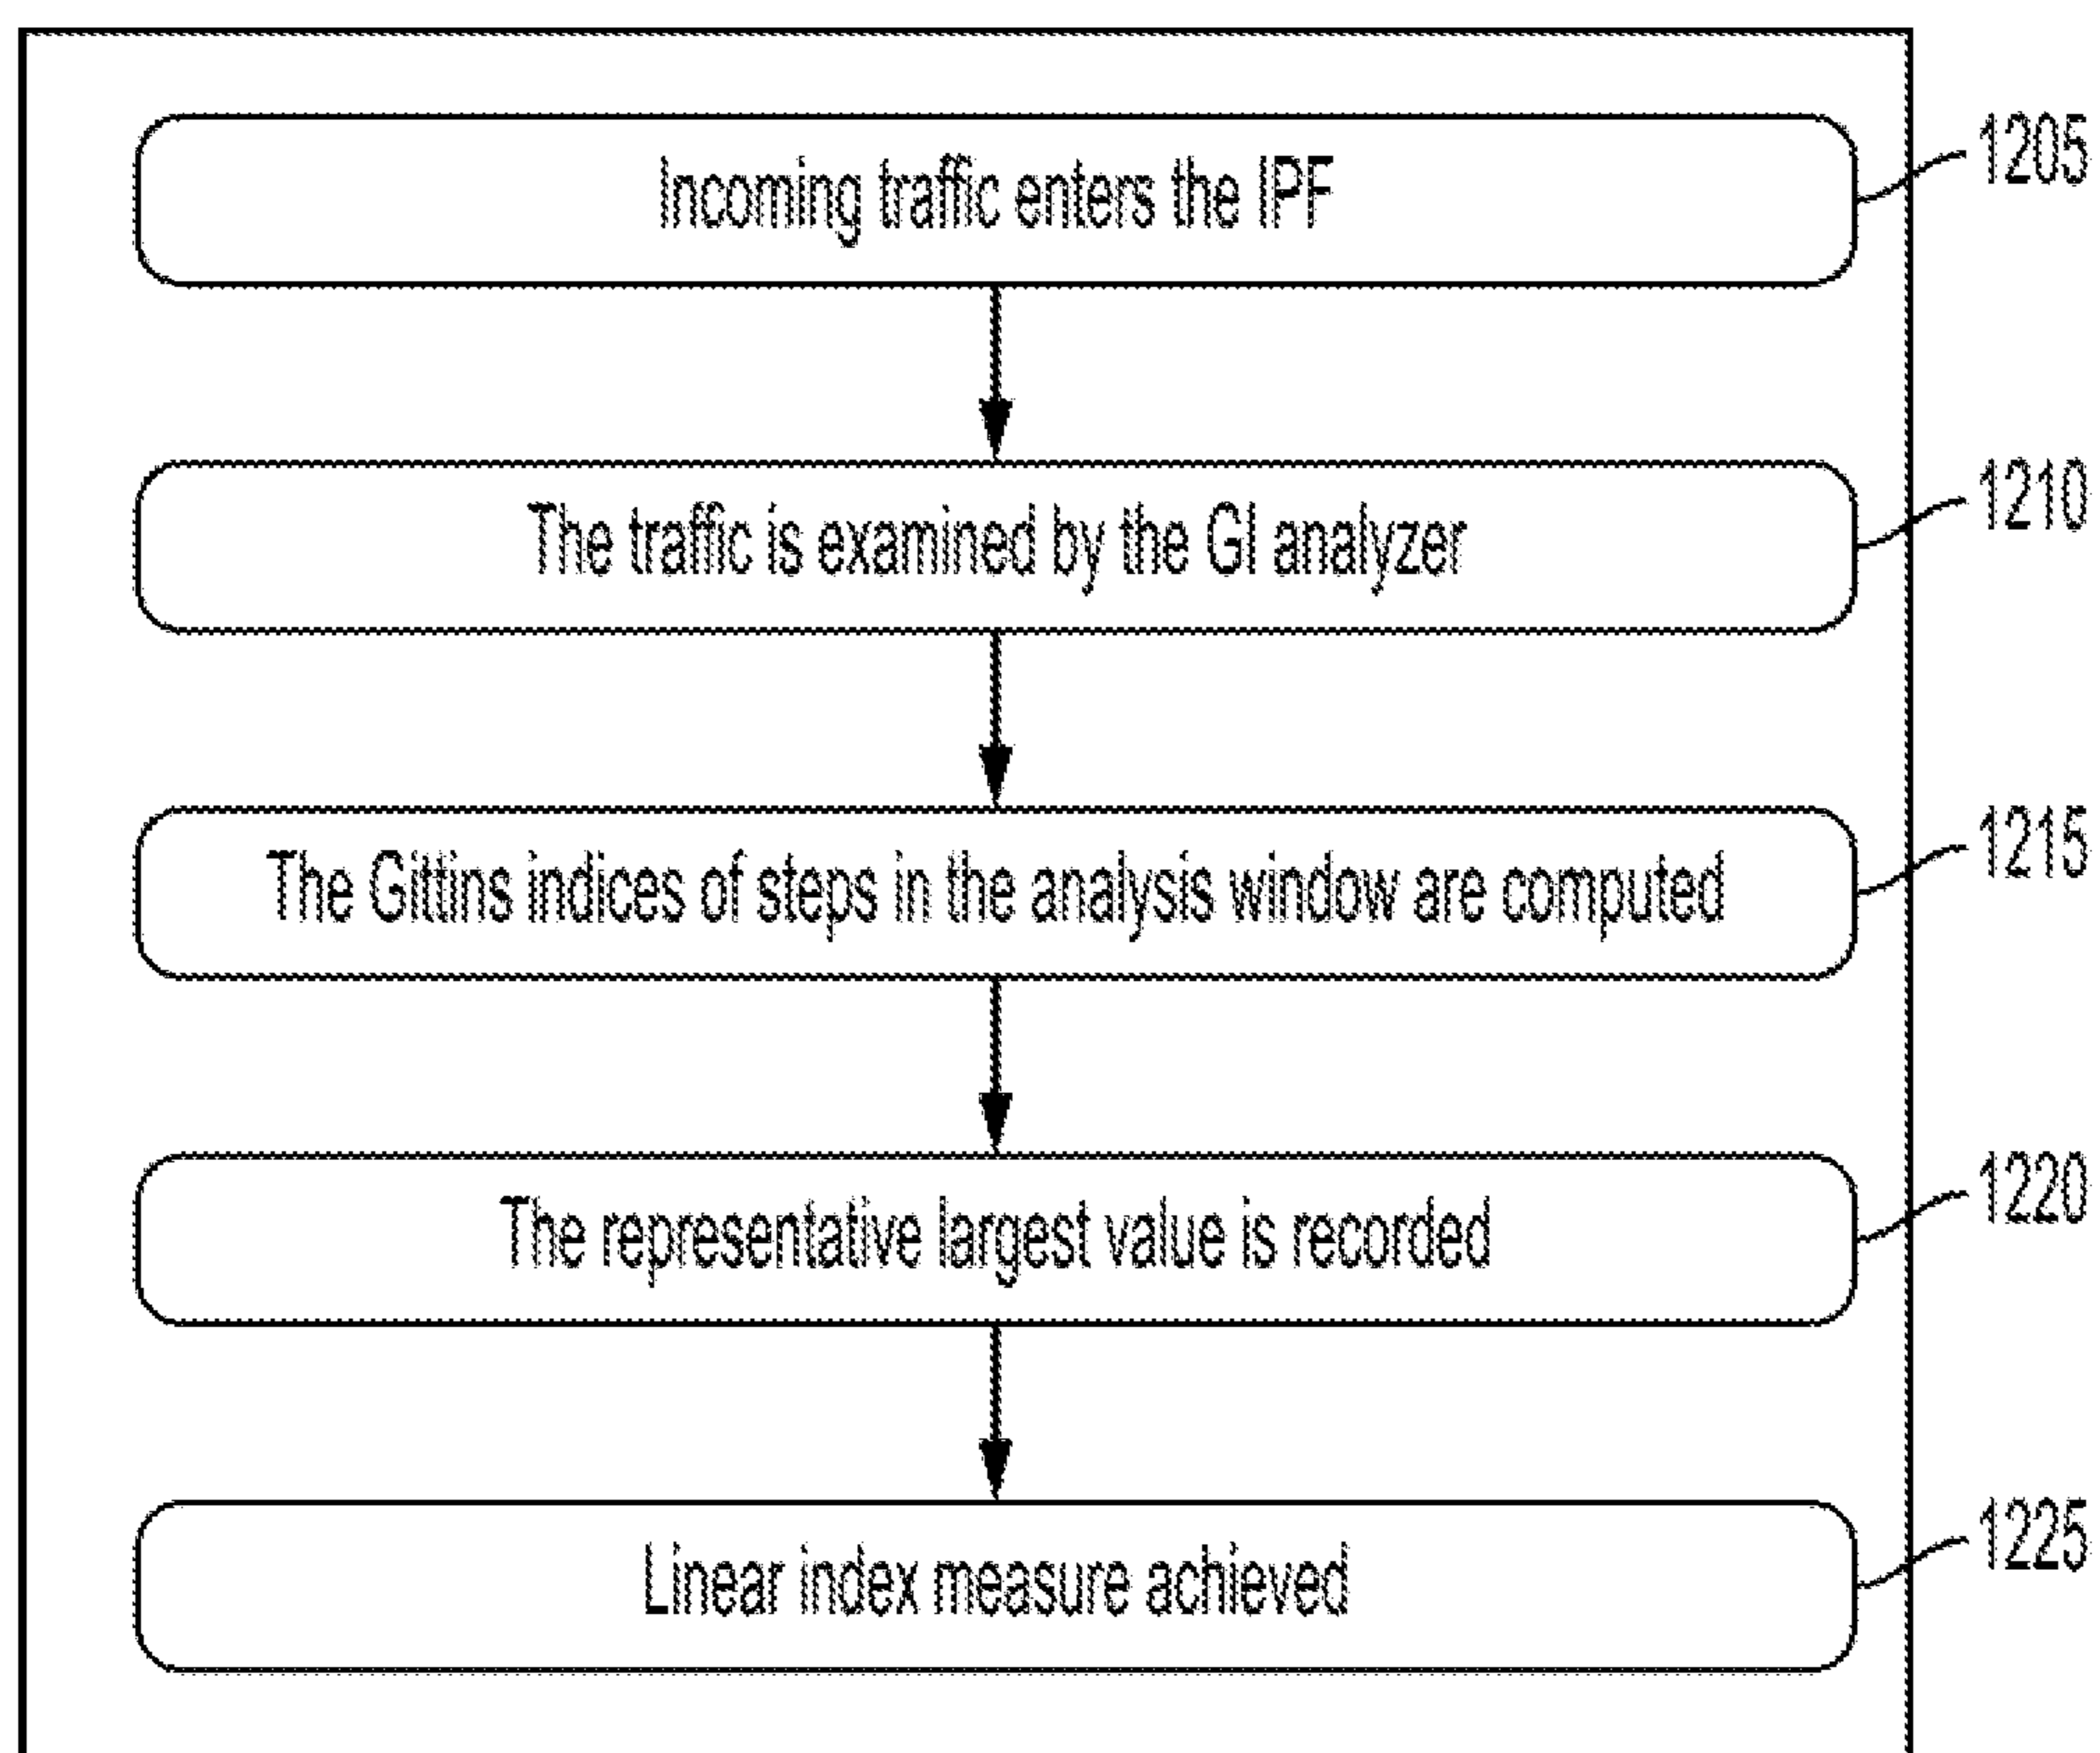 Incoming traffic enters the IPF
1205
The traffic is examined by the GI analyzer
1210
The Gittins indices of steps in the analysis window are computed
1215
The representative largest value is recorded
1220
Linear index measure achieved
1225